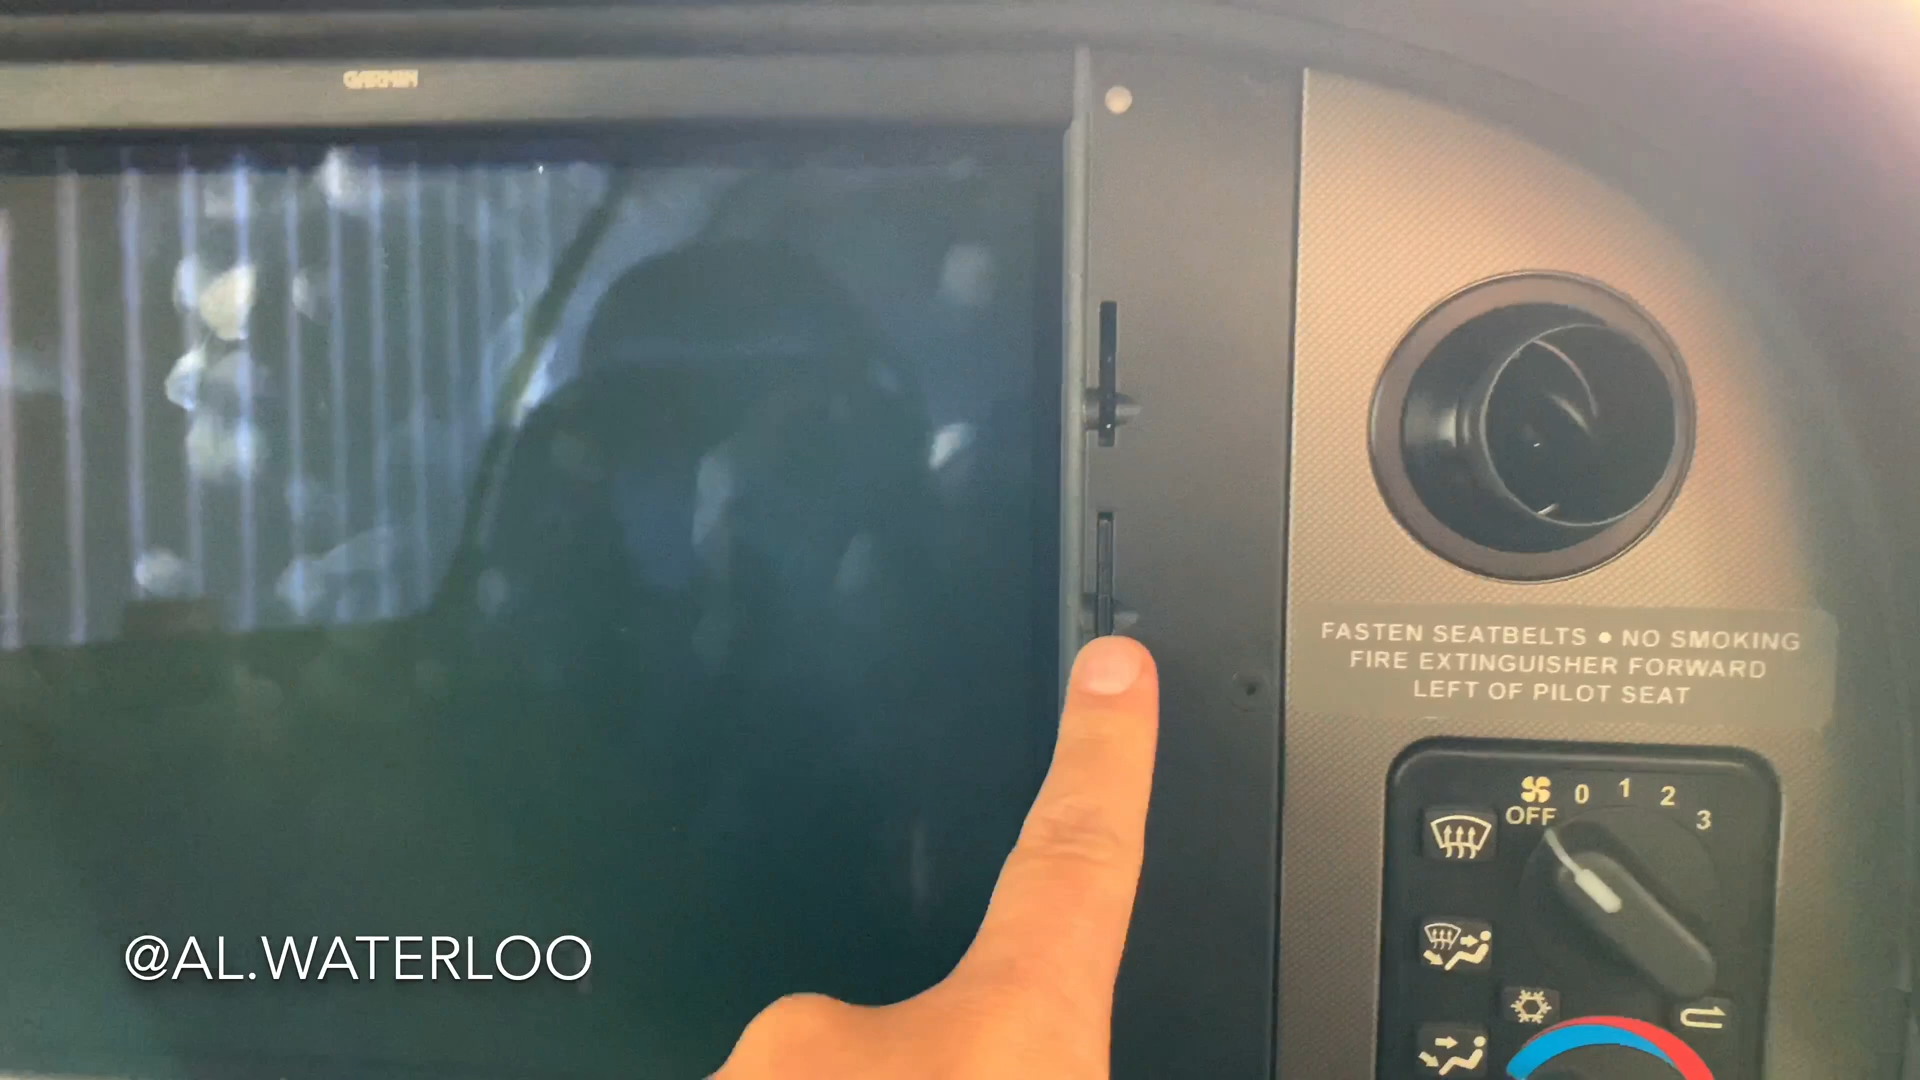 GARMIN
FASTEN SEATBELTS • NO SMOKING
FIRE EXTINGUISHER FORWARD
LEFT OF PILOT SEAT
OFF 0 1 2 3
@AL.WATERLOO